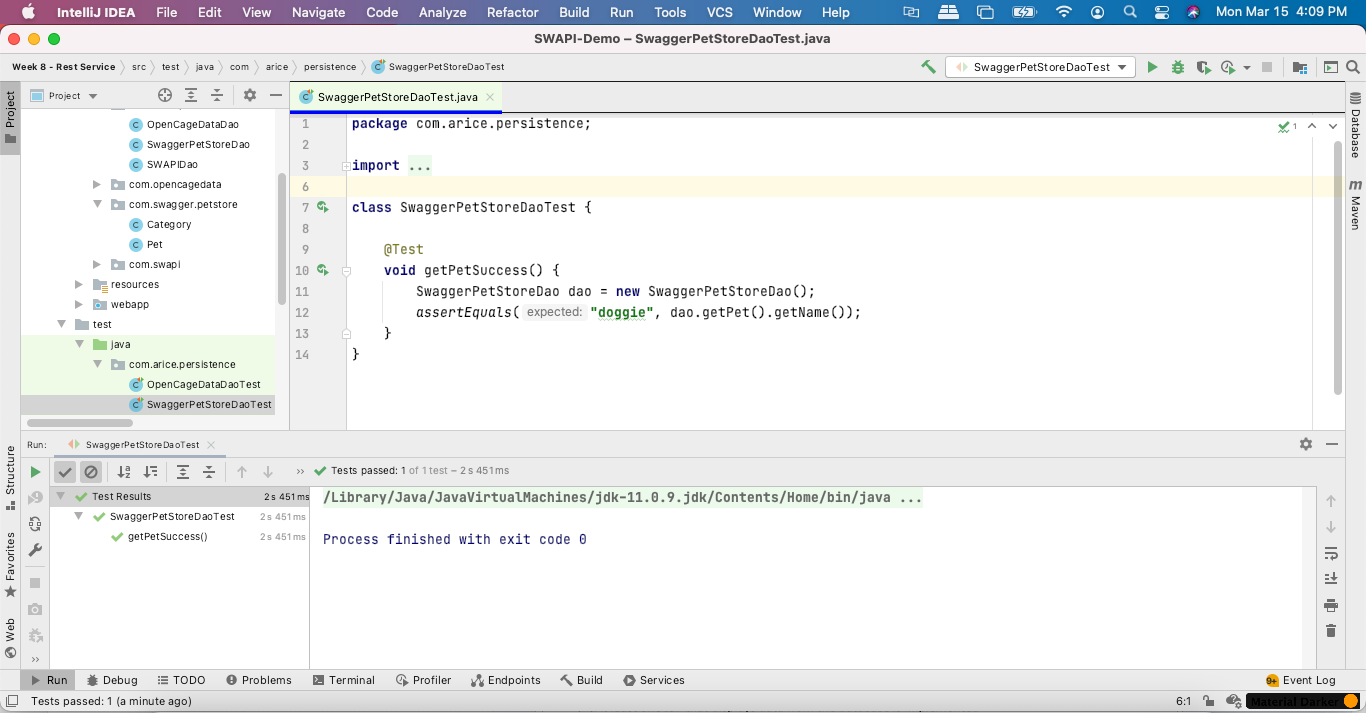 IntelliJ IDEA File Edit View Navigate Code Analyze Refactor Build Run Tools VCS Window Help Mon Mar 15 4:09 PM
SWAPI-Demo – SwaggerPetStoreDaoTest.java
Week 8 - Rest Service src test java com arice persistence SwaggerPetStoreDaoTest
SwaggerPetStoreDaoTest
Project
Project
OpenCageDataDao
SwaggerPetStoreDao
SWAPIDao
com.opencagedata
com.swagger.petstore
Category
Pet
com.swapi
resources
webapp
test
java
com.arice.persistence
OpenCageDataDaoTest
SwaggerPetStoreDaoTest
SwaggerPetStoreDaoTest.java
1 package com.arice.persistence;
2
3 import ...
6
7 class SwaggerPetStoreDaoTest {
8
9 @Test
10 void getPetSuccess() {
11 SwaggerPetStoreDao dao = new SwaggerPetStoreDao();
12 assertEquals( expected: "doggie", dao.getPet().getName());
13 }
14 }
1
Database
m Maven
Structure
Favorites
Web
Run: SwaggerPetStoreDaoTest
Tests passed: 1 of 1 test – 2 s 451 ms
Test Results 2 s 451 ms
SwaggerPetStoreDaoTest 2 s 451 ms
getPetSuccess() 2 s 451 ms
/Library/Java/JavaVirtualMachines/jdk-11.0.9.jdk/Contents/Home/bin/java ...
Process finished with exit code 0
Run Debug TODO Problems Terminal Profiler Endpoints Build Services 9+ Event Log
Tests passed: 1 (a minute ago) 6:1 Material Darker